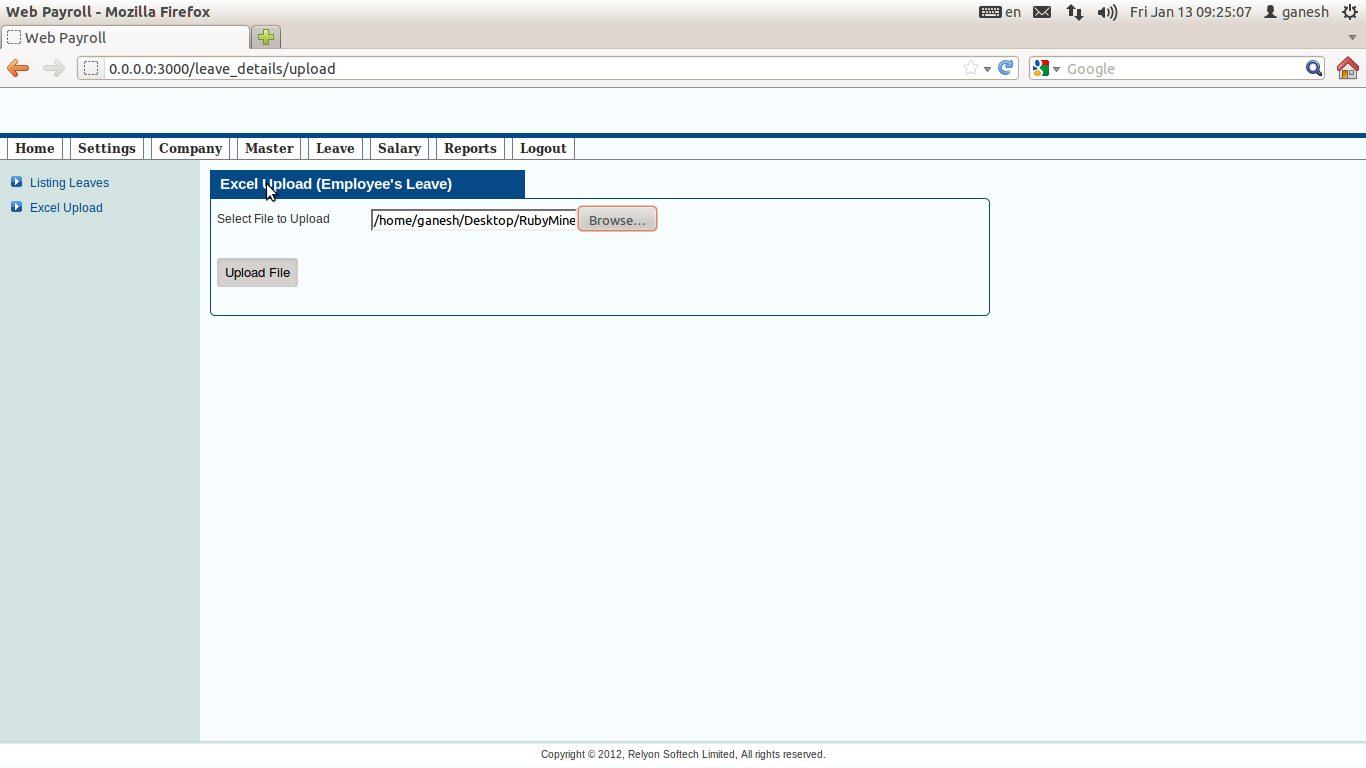 Web Payroll - Mozilla Firefox en Fri Jan 13 09:25:07 ganesh
Web Payroll
0.0.0.0:3000/leave_details/upload Google
Home Settings Company Master Leave Salary Reports Logout
Listing Leaves
Excel Upload
Excel Upload (Employee's Leave)
Select File to Upload /home/ganesh/Desktop/RubyMine Browse...
Upload File
Copyright © 2012, Relyon Softech Limited, All rights reserved.